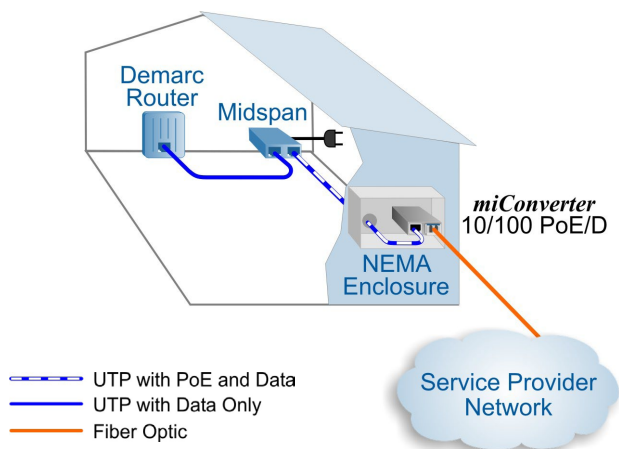 Demarc
Router
Midspan
miConverter
10/100 PoE/D
NEMA
Enclosure
Service Provider
Network
UTP with PoE and Data
UTP with Data Only
Fiber Optic